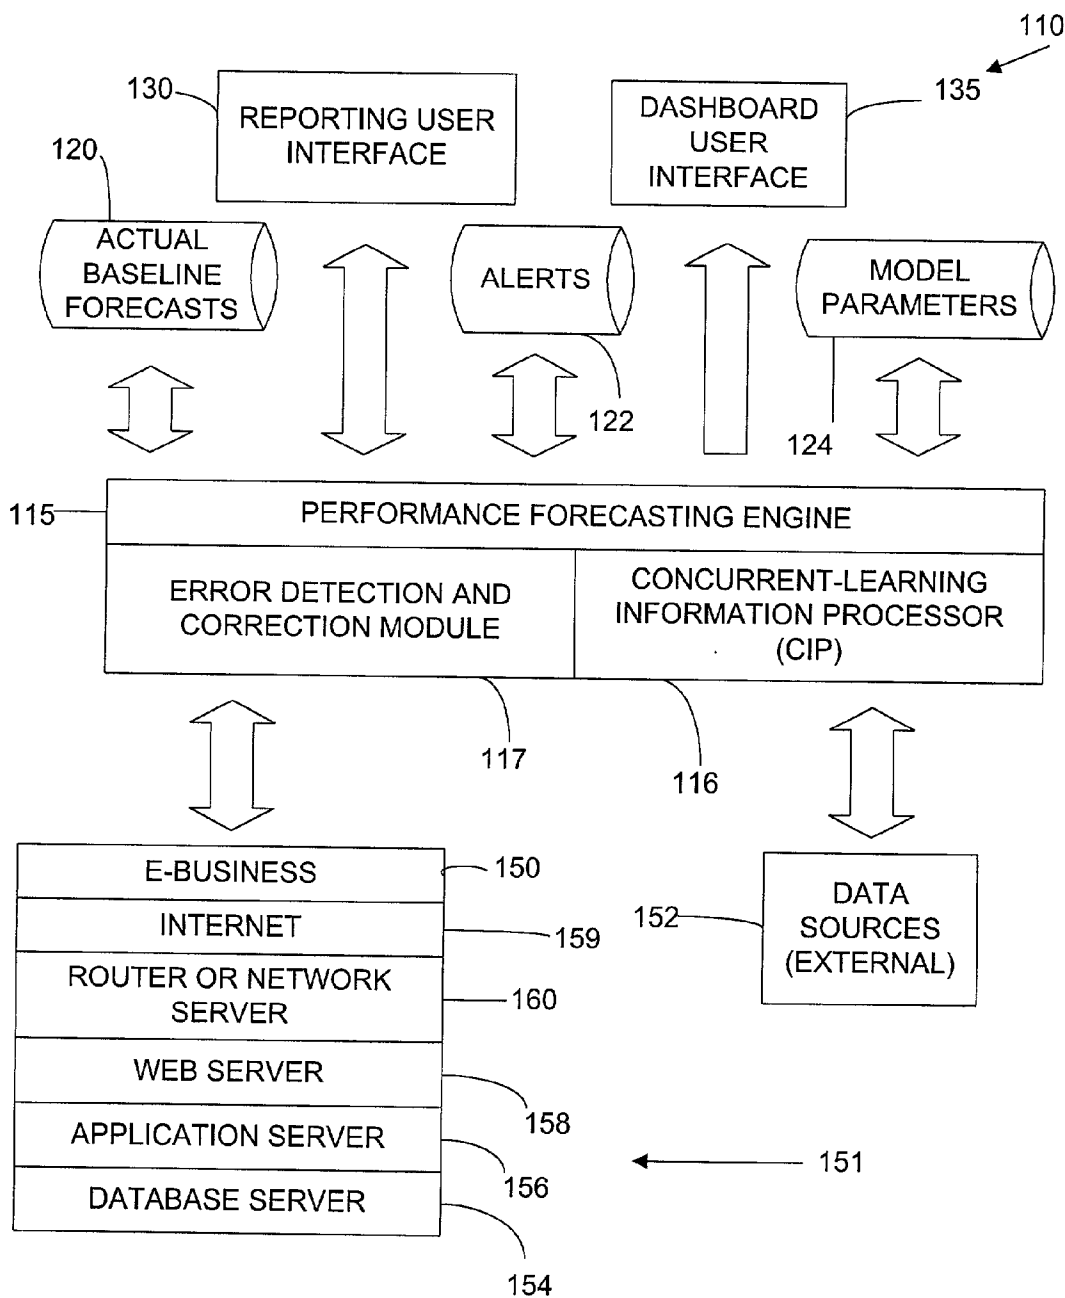 110
130
REPORTING USER
INTERFACE
DASHBOARD
USER
INTERFACE
135
120
ACTUAL
BASELINE
FORECASTS
ALERTS
MODEL
PARAMETERS
122
124
115
PERFORMANCE FORECASTING ENGINE
ERROR DETECTION AND
CORRECTION MODULE
CONCURRENT-LEARNING
INFORMATION PROCESSOR
(CIP)
117
116
E-BUSINESS
150
INTERNET
159
ROUTER OR NETWORK
SERVER
160
WEB SERVER
158
APPLICATION SERVER
156
DATABASE SERVER
154
152
DATA
SOURCES
(EXTERNAL)
151